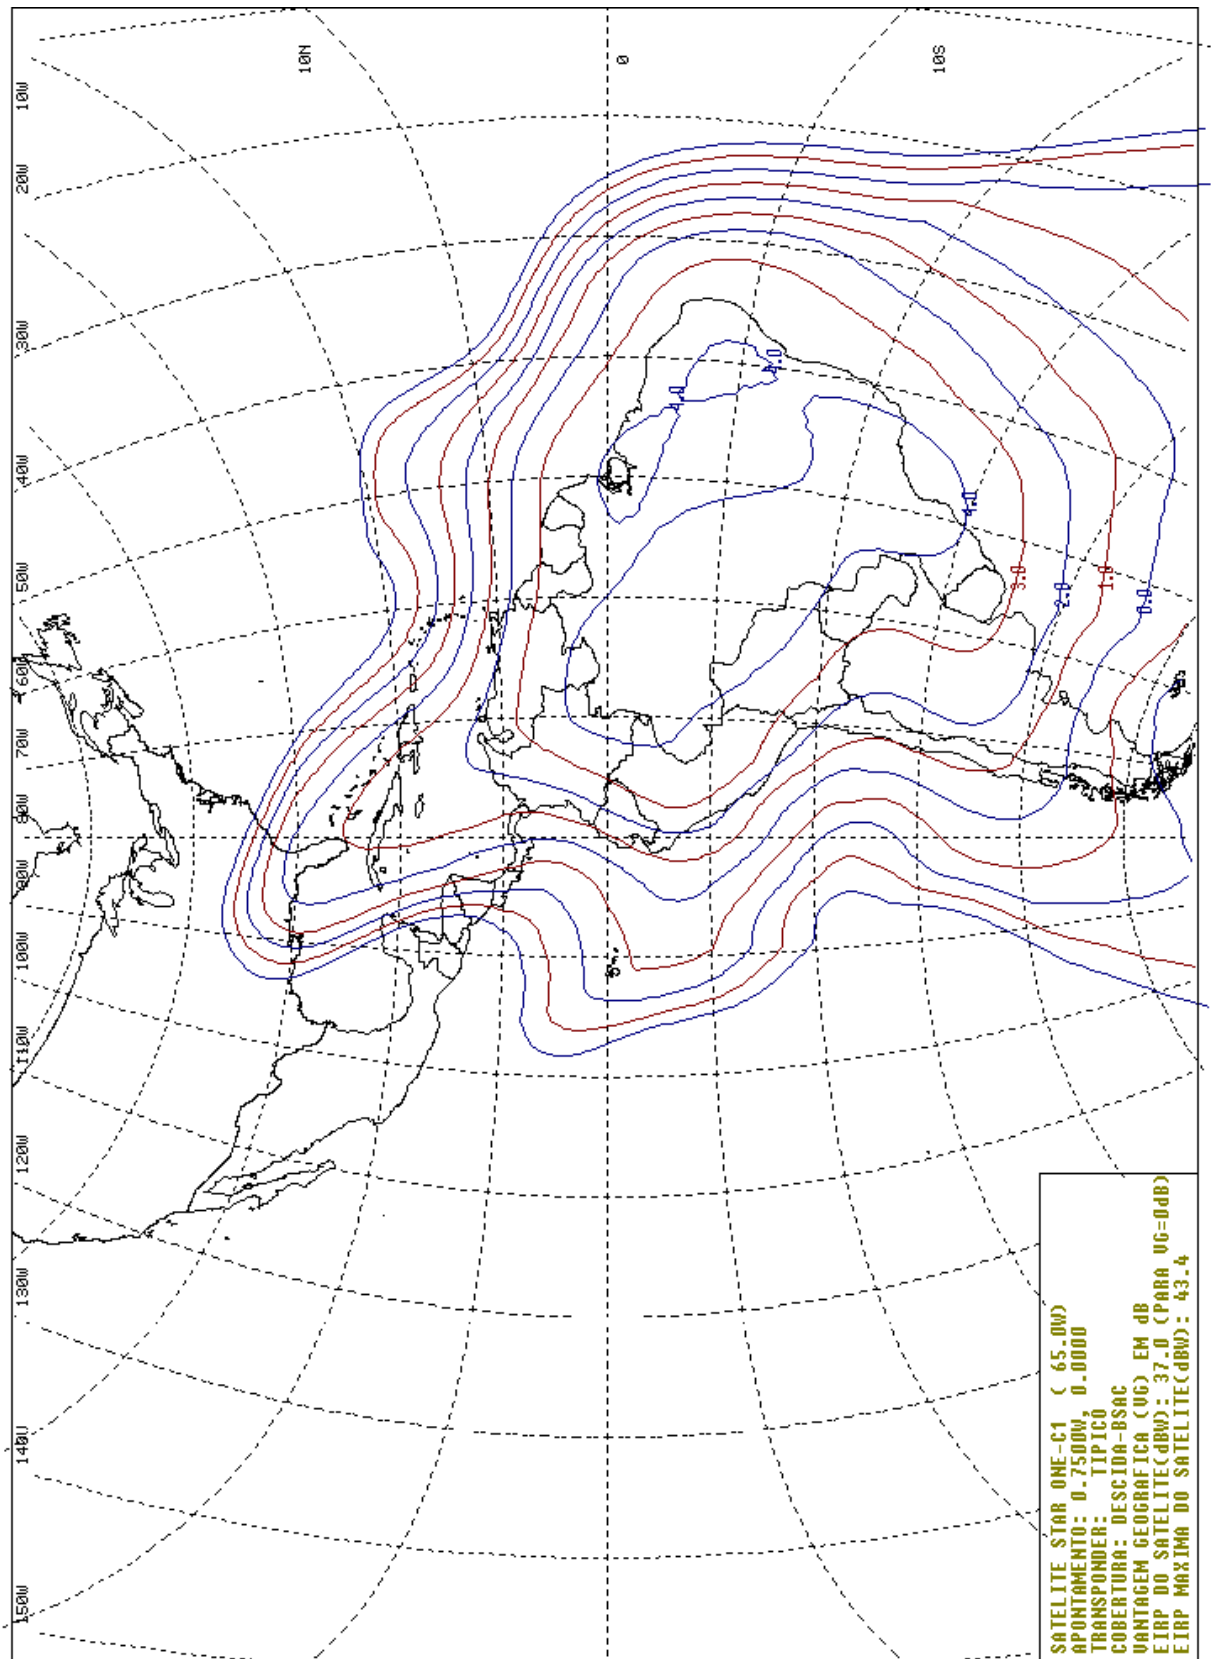 10N
0
10S
10W
20W
30W
40W
50W
60W
70W
80W
90W
100W
110W
120W
130W
140W
150W
4.0
4.0
4.0
3.0
2.0
1.0
0.0
SATELITE STAR ONE-C1 ( 65.0W)
APONTAMENTO: 0.7500W, 0.0000
TRANSPONDER: TIPICO
COBERTURA: DESCIDA-BSAC
VANTAGEM GEOGRAFICA (VG) EM dB
EIRP DO SATELITE(dBW): 37.0 (PARA VG=0dB)
EIRP MAXIMA DO SATELITE(dBW): 43.4